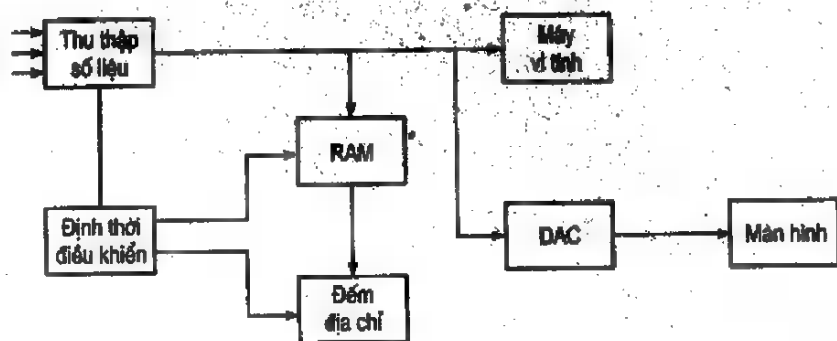 Thu thập
số liệu
Máy
vi tính
RAM
Định thời
điều khiển
DAC
Màn hình
Đếm
địa chỉ